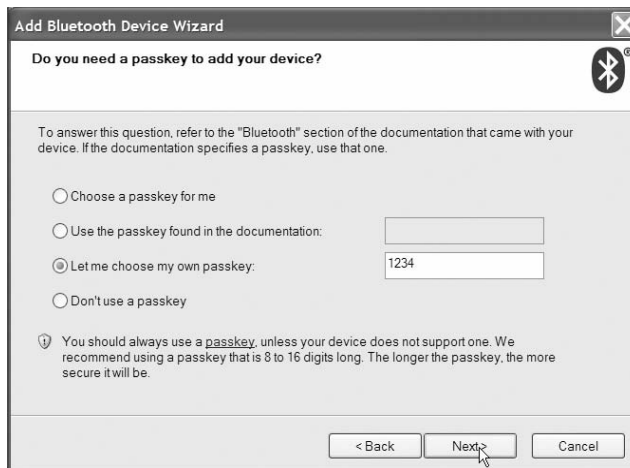 Add Bluetooth Device Wizard
Do you need a passkey to add your device?
To answer this question, refer to the "Bluetooth" section of the documentation that came with your
device. If the documentation specifies a passkey, use that one.
Choose a passkey for me
Use the passkey found in the documentation:
Let me choose my own passkey:
1234
Don't use a passkey
You should always use a passkey, unless your device does not support one. We
recommend using a passkey that is 8 to 16 digits long. The longer the passkey, the more
secure it will be.
< Back
Next >
Cancel